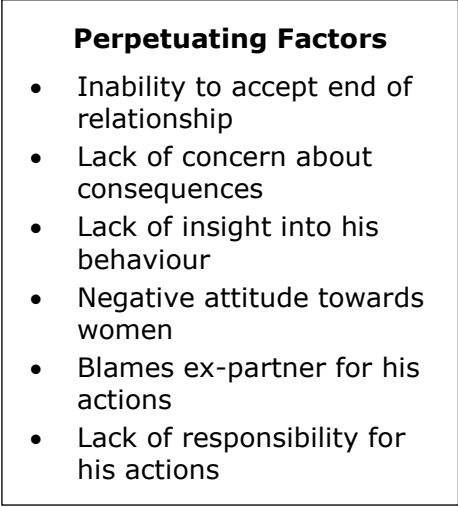 Perpetuating Factors
• Inability to accept end of
relationship
• Lack of concern about
consequences
• Lack of insight into his
behaviour
• Negative attitude towards
women
• Blames ex-partner for his
actions
• Lack of responsibility for
his actions